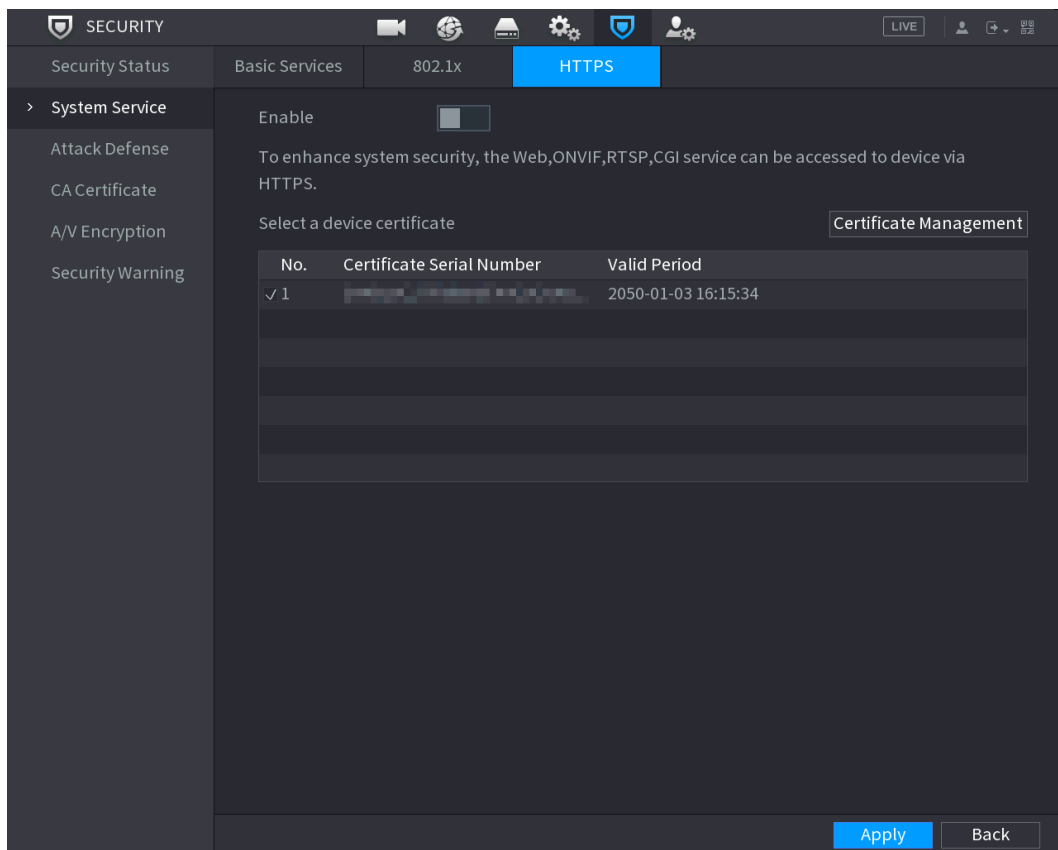 SECURITY
LIVE
Security Status
System Service
Attack Defense
CA Certificate
A/V Encryption
Security Warning
Basic Services 802.1x HTTPS
Enable
To enhance system security, the Web,ONVIF,RTSP,CGI service can be accessed to device via
HTTPS.
Select a device certificate Certificate Management
No. Certificate Serial Number Valid Period
1 2050-01-03 16:15:34
Apply Back